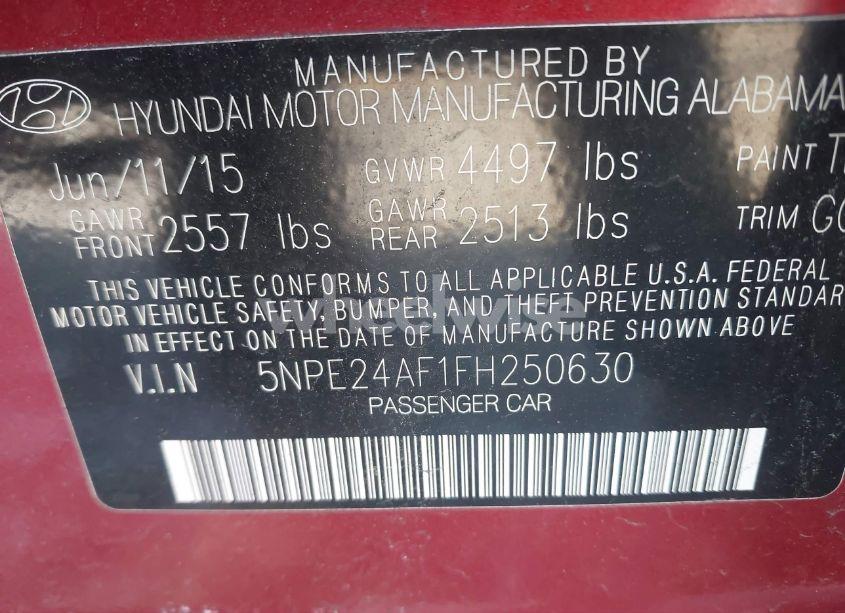 MANUFACTURED BY
HYUNDAI MOTOR MANUFACTURING ALABAMA
Jun/11/15 GVWR 4497 lbs PAINT
GAWR FRONT 2557 lbs GAWR REAR 2513 lbs TRIM
THIS VEHICLE CONFORMS TO ALL APPLICABLE U.S.A. FEDERAL
MOTOR VEHICLE SAFETY, BUMPER, AND THEFT PREVENTION STANDAR
IN EFFECT ON THE DATE OF MANUFACTURE SHOWN ABOVE
wheelwise
V.I.N 5NPE24AF1FH250630
PASSENGER CAR